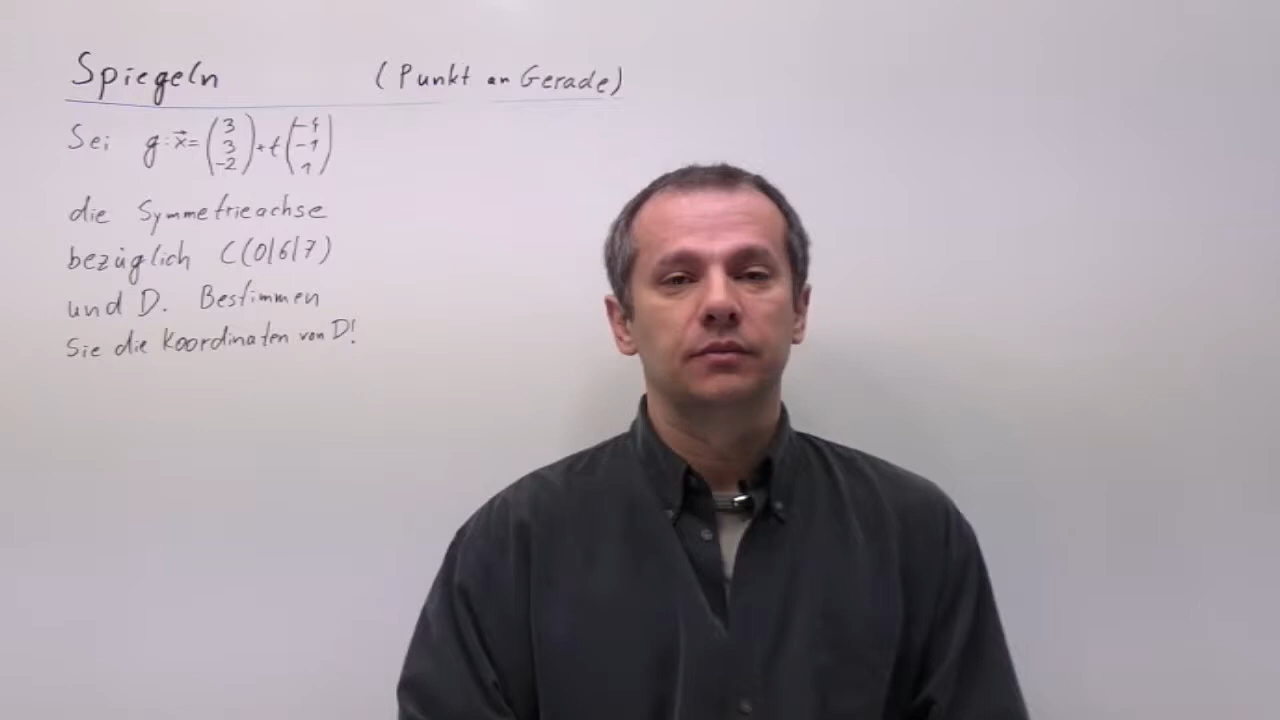 Spiegeln (Punkt an Gerade)
Sei g: x⃗ = (3 3 -2) + t (-4 -1 1)
die Symmetrieachse
bezüglich C(0|6|7)
und D. Bestimmen
Sie die Koordinaten von D!